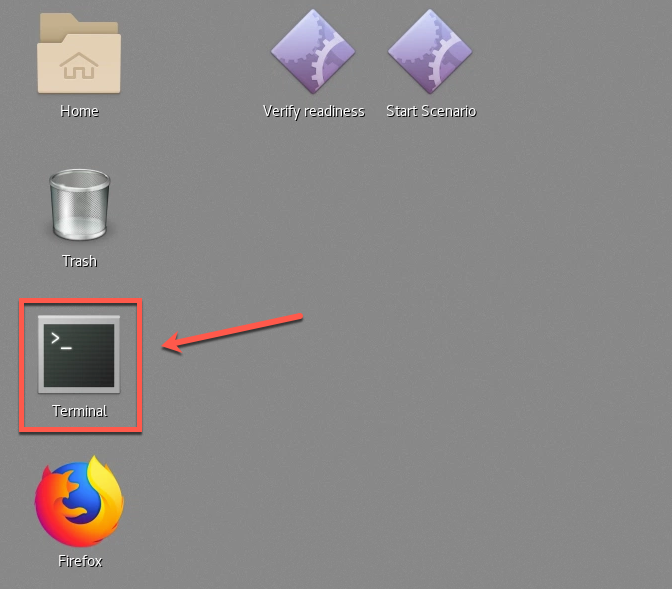 Home
Verify readiness
Start Scenario
Trash
>_
Terminal
Firefox